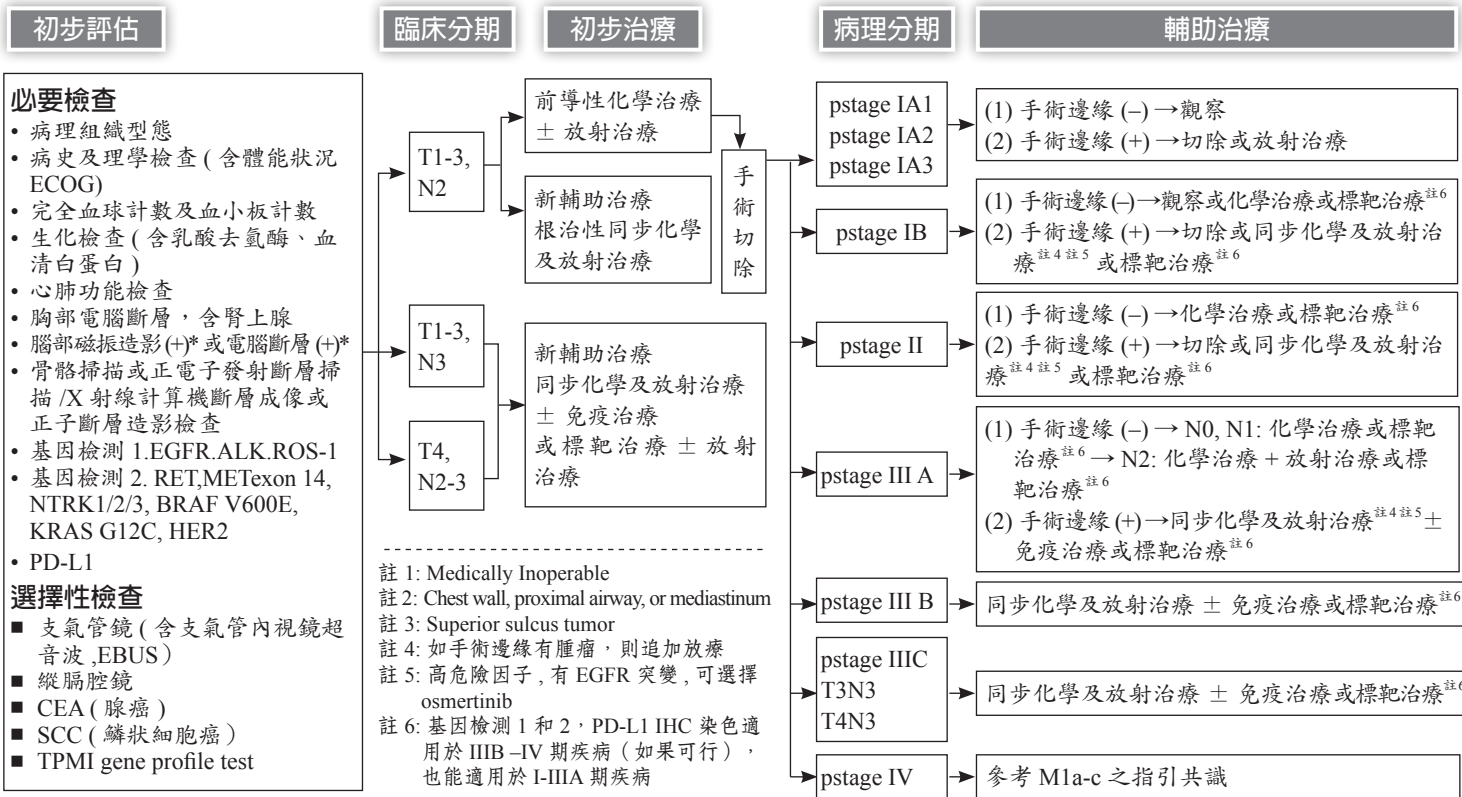 初步評估
臨床分期
初步治療
病理分期
輔助治療
必要檢查
• 病理組織型態
• 病史及理學檢查 ( 含體能狀況
ECOG)
• 完全血球計數及血小板計數
• 生化檢查 ( 含乳酸去氫酶、血
清白蛋白 )
• 心肺功能檢查
• 胸部電腦斷層，含腎上腺
• 腦部磁振造影 (+)* 或電腦斷層 (+)*
• 骨骼掃描或正電子發射斷層掃
描 /X 射線計算機斷層成像或
正子斷層造影檢查
• 基因檢測 1.EGFR.ALK.ROS-1
• 基因檢測 2. RET,METexon 14,
NTRK1/2/3, BRAF V600E,
KRAS G12C, HER2
• PD-L1
選擇性檢查
■ 支氣管鏡 ( 含支氣管內視鏡超
音波 ,EBUS）
■ 縱膈腔鏡
■ CEA ( 腺癌 )
■ SCC ( 鱗狀細胞癌）
■ TPMI gene profile test
T1-3,
N2
T1-3,
N3
T4,
N2-3
前導性化學治療
± 放射治療
新輔助治療
根治性同步化學
及放射治療
新輔助治療
同步化學及放射治療
± 免疫治療
或標靶治療 ± 放射
治療
手
術
切
除
註 1: Medically Inoperable
註 2: Chest wall, proximal airway, or mediastinum
註 3: Superior sulcus tumor
註 4: 如手術邊緣有腫瘤，則追加放療
註 5: 高危險因子 , 有 EGFR 突變 , 可選擇
osmertinib
註 6: 基因檢測 1 和 2，PD-L1 IHC 染色適
用於 IIIB –IV 期疾病（如果可行），
也能適用於 I-IIIA 期疾病
pstage IA1
pstage IA2
pstage IA3
(1) 手術邊緣 (–) →觀察
(2) 手術邊緣 (+) →切除或放射治療
pstage IB
(1) 手術邊緣 (–)→觀察或化學治療或標靶治療註6
(2) 手術邊緣 (+) →切除或同步化學及放射治
療註4 註5 或標靶治療註6
pstage II
(1) 手術邊緣 (–) →化學治療或標靶治療註6
(2) 手術邊緣 (+) →切除或同步化學及放射治
療註4 註5 或標靶治療註6
pstage III A
(1) 手術邊緣 (–) → N0, N1: 化學治療或標靶
治療註6 → N2: 化學治療 + 放射治療或標
靶治療註6
(2) 手術邊緣 (+) →同步化學及放射治療註4 註5 ±
免疫治療或標靶治療註6
pstage III B
同步化學及放射治療 ± 免疫治療或標靶治療註6
pstage IIIC
T3N3
T4N3
同步化學及放射治療 ± 免疫治療或標靶治療註6
pstage IV
參考 M1a-c 之指引共識